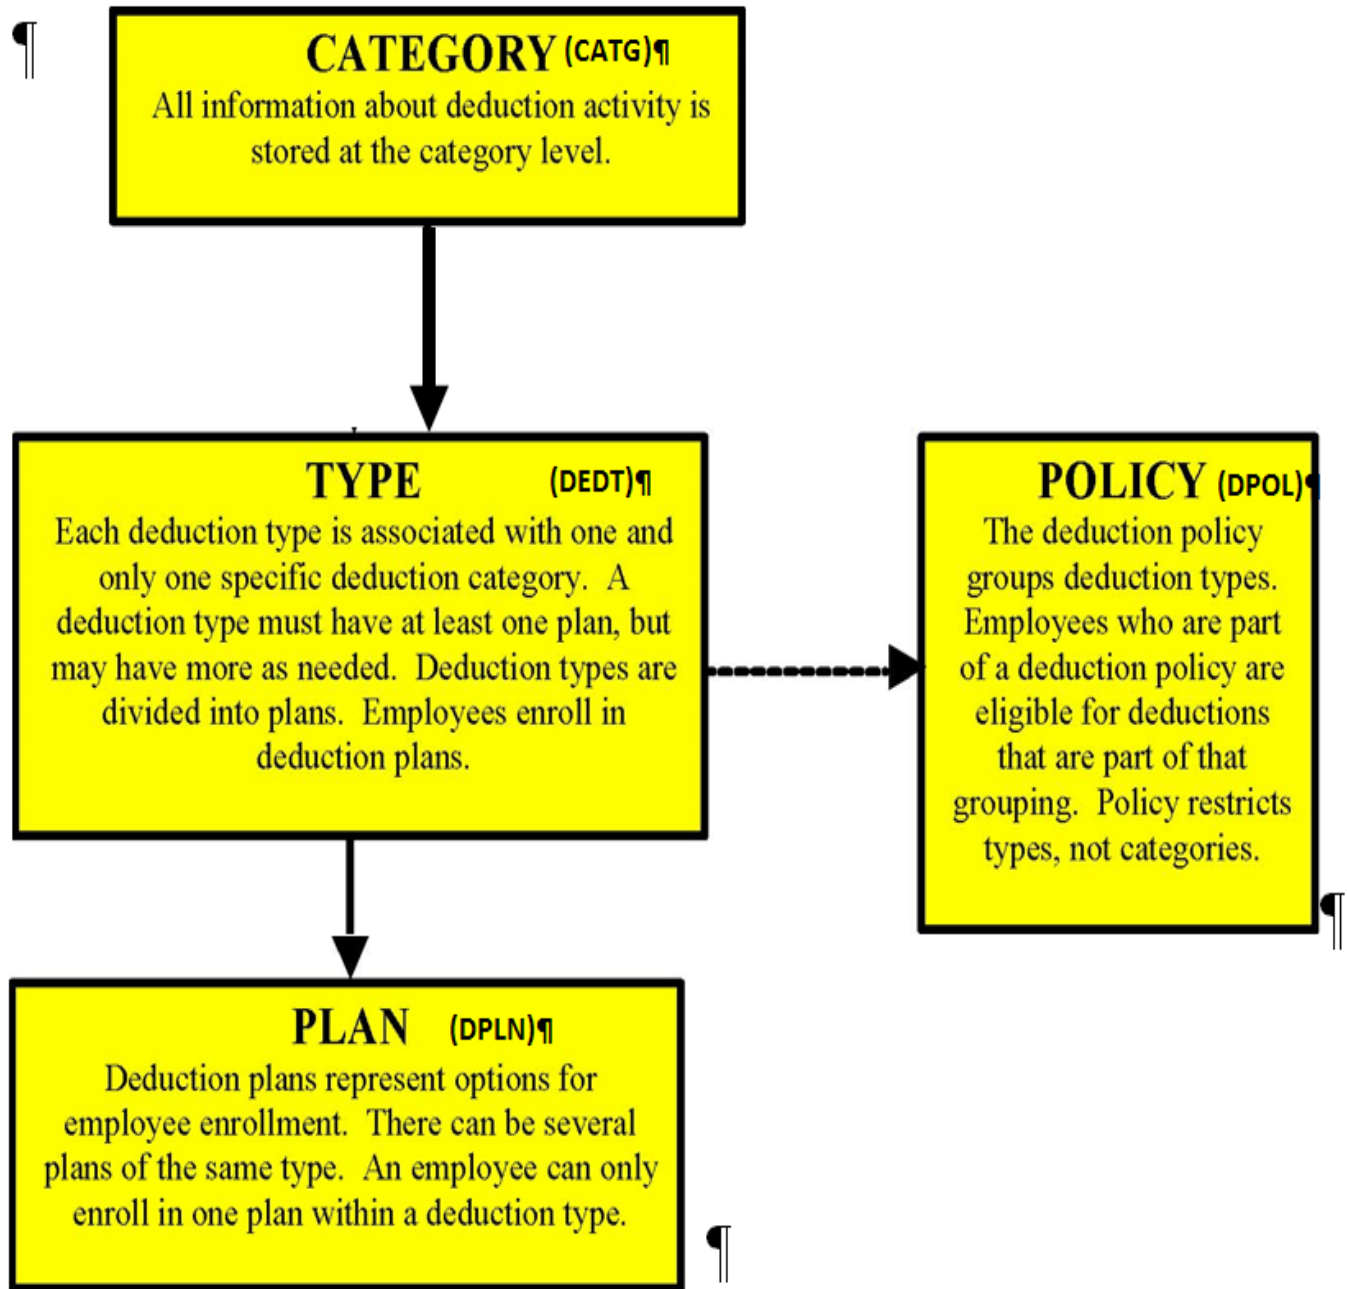 ¶
CATEGORY (CATG)¶
All information about deduction activity is
stored at the category level.
TYPE (DEDT)¶
Each deduction type is associated with one and
only one specific deduction category. A
deduction type must have at least one plan, but
may have more as needed. Deduction types are
divided into plans. Employees enroll in
deduction plans.
POLICY (DPOL)¶
The deduction policy
groups deduction types.
Employees who are part
of a deduction policy are
eligible for deductions
that are part of that
grouping. Policy restricts
types, not categories.
¶
PLAN (DPLN)¶
Deduction plans represent options for
employee enrollment. There can be several
plans of the same type. An employee can only
enroll in one plan within a deduction type.
¶